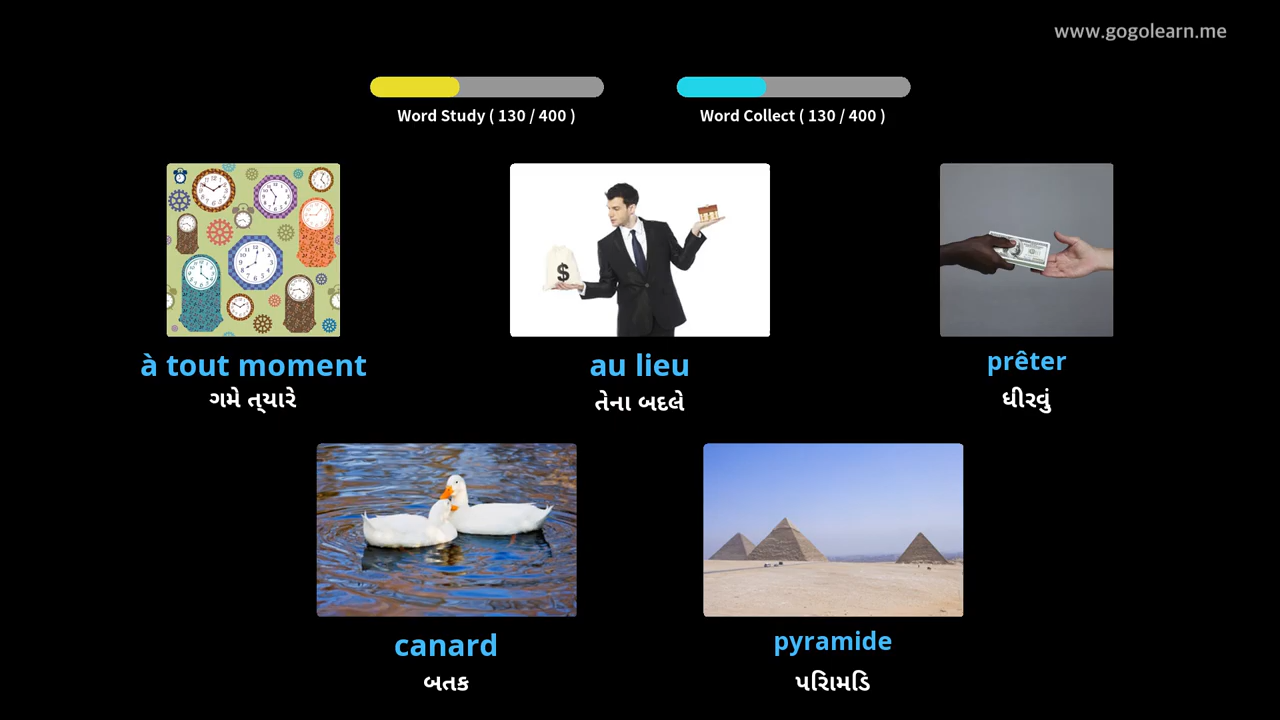 www.gogolearn.me
Word Study ( 130 / 400 )
Word Collect ( 130 / 400 )
à tout moment
ગમે ત્યારે
au lieu
તેના બદલે
prêter
ધીરવું
canard
બતક
pyramide
પરિામિડ